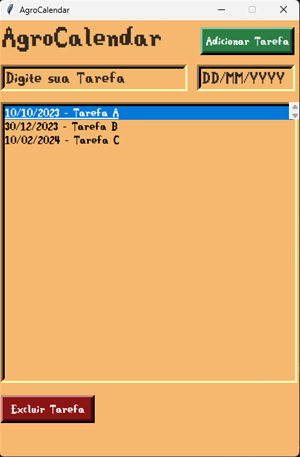 AgroCalendar
AgroCalendar
Adicionar Tarefa
Digite sua Tarefa
DD/MM/YYYY
10/10/2023 - Tarefa A
30/12/2023 - Tarefa B
10/02/2024 - Tarefa C
Excluir Tarefa